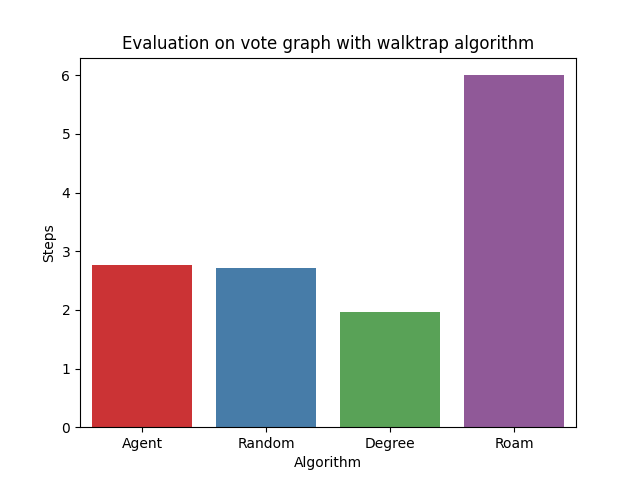 Evaluation on vote graph with walktrap algorithm
6
5
4
3
2
1
0
Steps
Agent Random Degree Roam
Algorithm